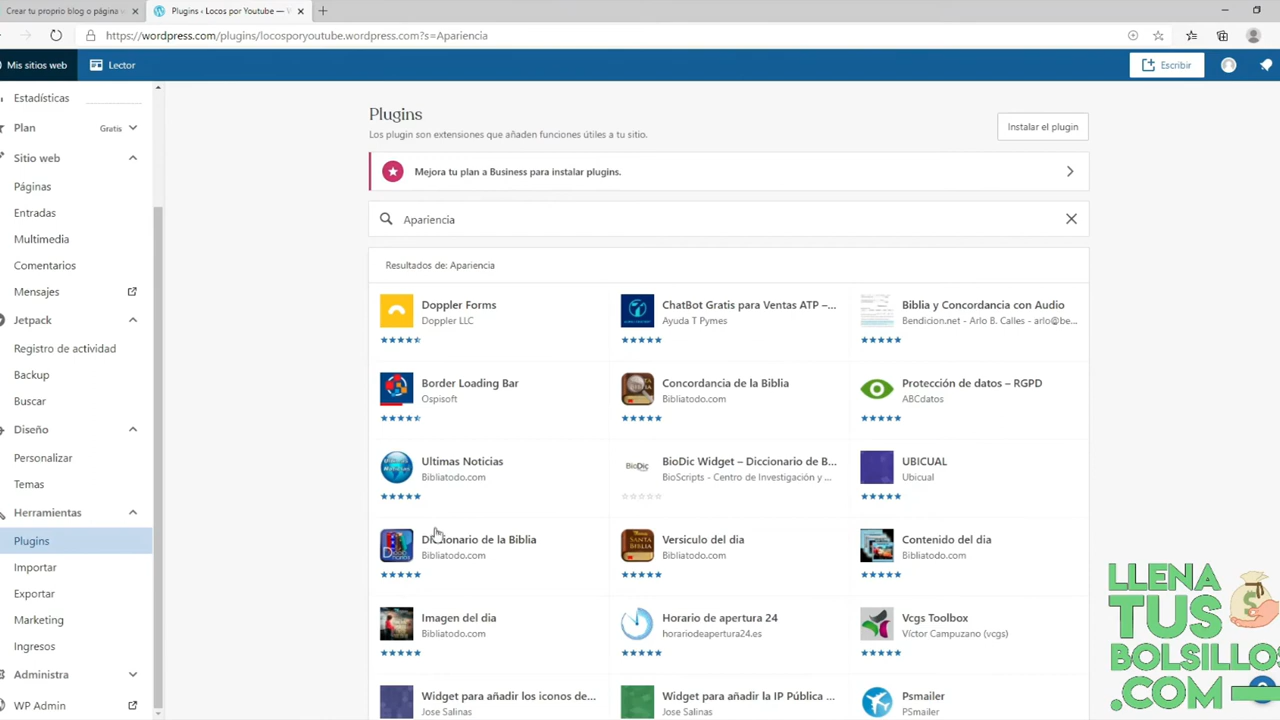 Crear tu proprio blog o página v
Plugins ‹ Locos por Youtube — V
https://wordpress.com/plugins/locosporyoutube.wordpress.com?s=Apariencia
Mis sitios web
Lector
Escribir
Estadísticas
Plan
Gratis
Sitio web
Páginas
Entradas
Multimedia
Comentarios
Mensajes
Jetpack
Registro de actividad
Backup
Buscar
Diseño
Personalizar
Temas
Herramientas
Plugins
Importar
Exportar
Marketing
Ingresos
Administra
WP Admin
Plugins
Los plugin son extensiones que añaden funciones útiles a tu sitio.
Instalar el plugin
Mejora tu plan a Business para instalar plugins.
Apariencia
Resultados de: Apariencia
Doppler Forms
Doppler LLC
ChatBot Gratis para Ventas ATP –...
Ayuda T Pymes
Biblia y Concordancia con Audio
Bendicion.net - Arlo B. Calles - arlo@be...
Border Loading Bar
Ospisoft
Concordancia de la Biblia
Bibliatodo.com
Protección de datos – RGPD
ABCdatos
Ultimas Noticias
Bibliatodo.com
BioDic
BioDic Widget – Diccionario de B...
BioScripts - Centro de Investigación y ...
UBICUAL
Ubicual
Diccionario de la Biblia
Bibliatodo.com
Versiculo del dia
Bibliatodo.com
Contenido del dia
Bibliatodo.com
Imagen del dia
Bibliatodo.com
Horario de apertura 24
horariodeapertura24.es
Vcgs Toolbox
Víctor Campuzano (vcgs)
Widget para añadir los iconos de...
Jose Salinas
Widget para añadir la IP Pública ...
Jose Salinas
Psmailer
PSmailer
LLENA
TUS
BOLSILLOS
.COM